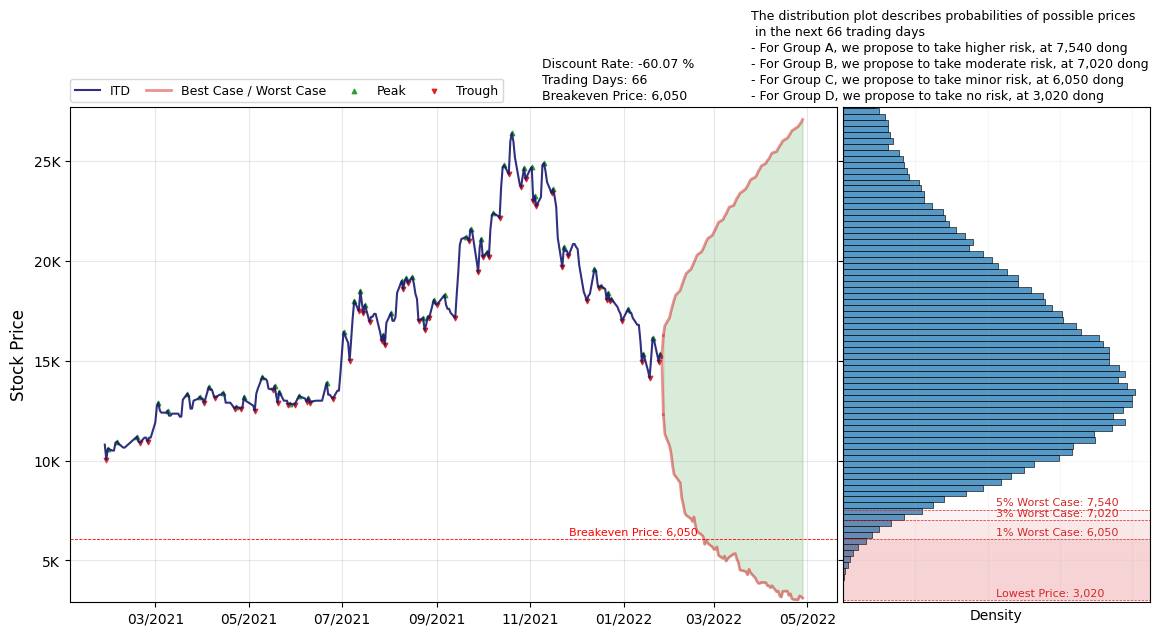 The distribution plot describes probabilities of possible prices
in the next 66 trading days
- For Group A, we propose to take higher risk, at 7,540 dong
- For Group B, we propose to take moderate risk, at 7,020 dong
- For Group C, we propose to take minor risk, at 6,050 dong
- For Group D, we propose to take no risk, at 3,020 dong
Discount Rate: -60.07 %
Trading Days: 66
Breakeven Price: 6,050
ITD
Best Case / Worst Case
Peak
Trough
Stock Price
25K
20K
15K
10K
5K
Breakeven Price: 6,050
03/2021
05/2021
07/2021
09/2021
11/2021
01/2022
03/2022
05/2022
5% Worst Case: 7,540
3% Worst Case: 7,020
1% Worst Case: 6,050
Lowest Price: 3,020
Density